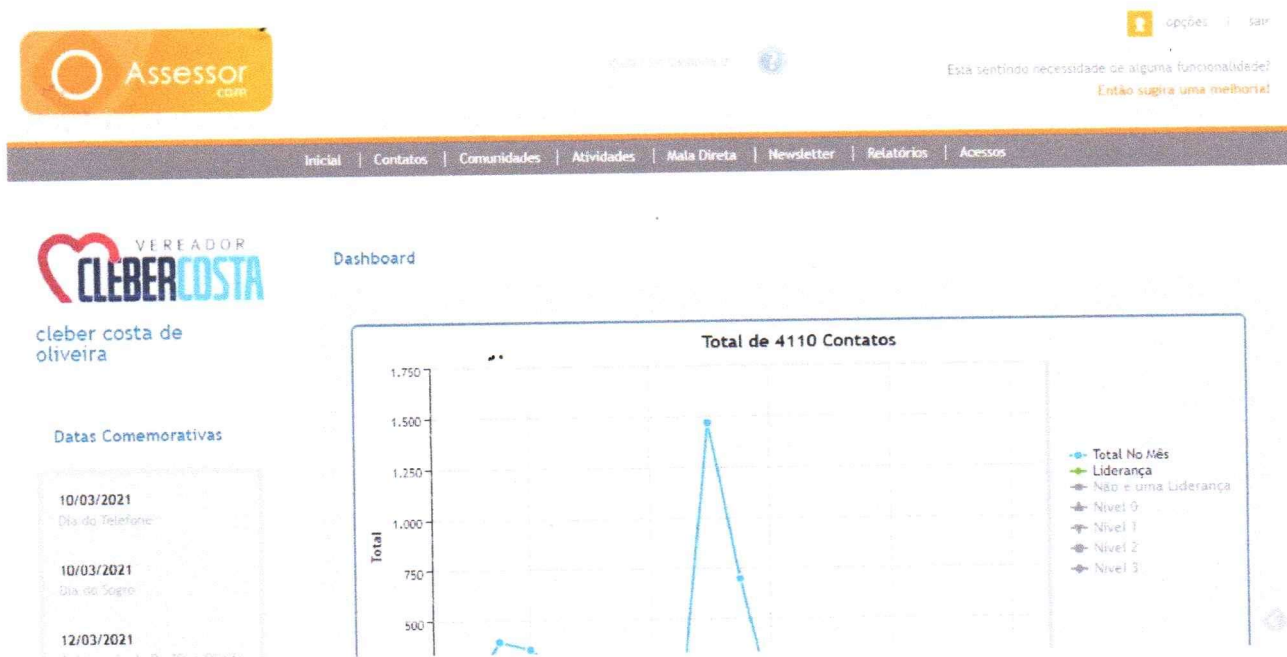 opções | sair
Assessor
.com
Está sentindo necessidade de alguma funcionalidade?
Então sugira uma melhoria!
Inicial | Contatos | Comunidades | Atividades | Mala Direta | Newsletter | Relatórios | Acessos
VEREADOR
CLEBERCOSTA
Dashboard
cleber costa de
oliveira
Total de 4110 Contatos
1.750
1.500
1.250
1.000
750
500
Total
Total No Mês
Liderança
Não é uma Liderança
Nível 0
Nível 1
Nível 2
Nível 3
Datas Comemorativas
10/03/2021
Dia do Telefone
10/03/2021
Dia do Sogro
12/03/2021